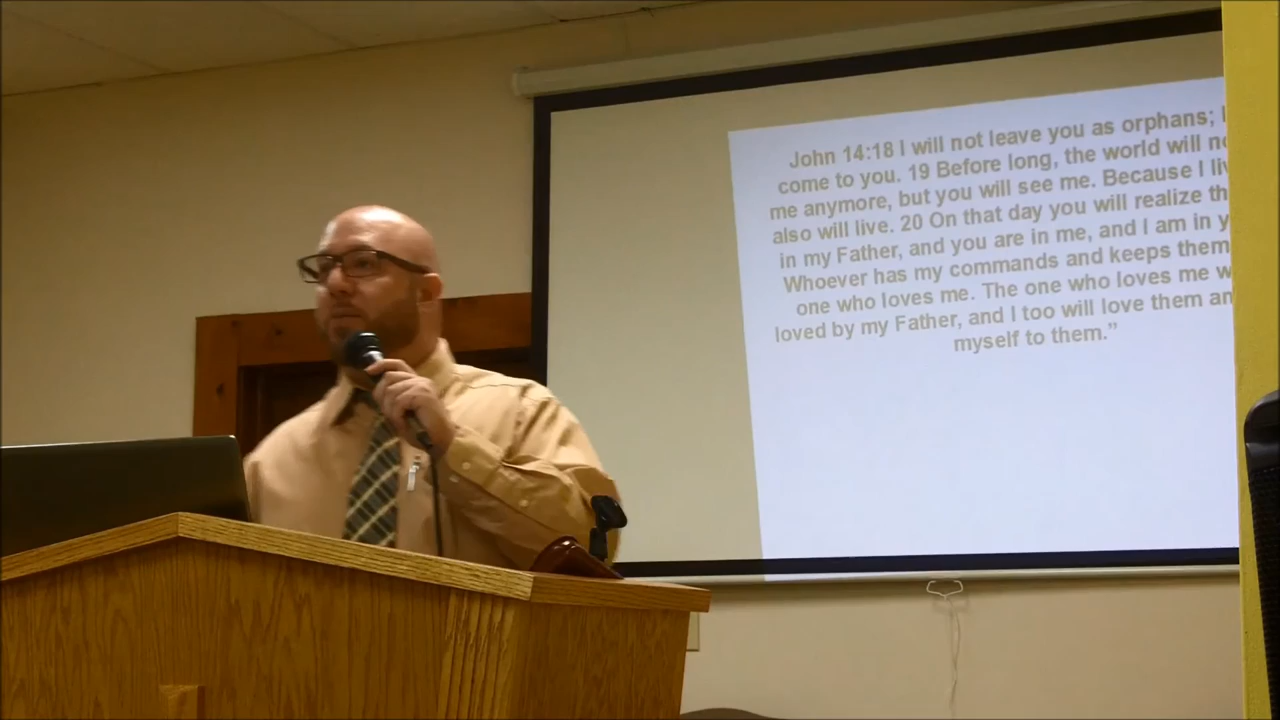 John 14:18 I will not leave you as orphans; I
come to you. 19 Before long, the world will
me anymore, but you will see me. Because I
also will live. 20 On that day you will realize
in my Father, and you are in me, and I am in
Whoever has my commands and keeps them
one who loves me. The one who loves me
loved by my Father, and I too will love them
myself to them.”